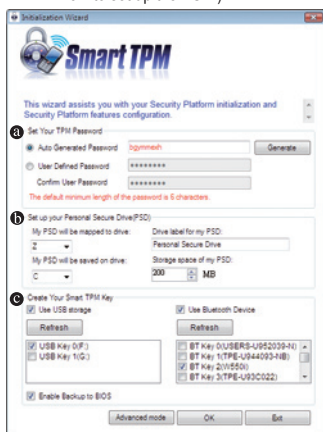 Initialization Wizard
Smart TPM
This wizard assists you with your Security Platform initialization and
Security Platform features configuration.
a Set Your TPM Password
Auto Generated Password bgymmesh Generate
User Defined Password ********
Confirm User Password ********
The default minimum length of the password is 6 characters.
b Set up your Personal Secure Drive(PSD)
My PSD will be mapped to drive: Drive label for my PSD:
Z Personal Secure Drive
My PSD will be saved on drive: Storage space of my PSD:
C 200 MB
c Create Your Smart TPM Key
Use USB storage Use Bluetooth Device
Refresh Refresh
USB Key 0(F:) BT Key 0(USERS-U952039-N)
USB Key 1(G:) BT Key 1(TPE-U944093-NB)
BT Key 2(W550i)
BT Key 3(TPE-U93C022)
Enable Backup to BIOS
Advanced mode OK Exit